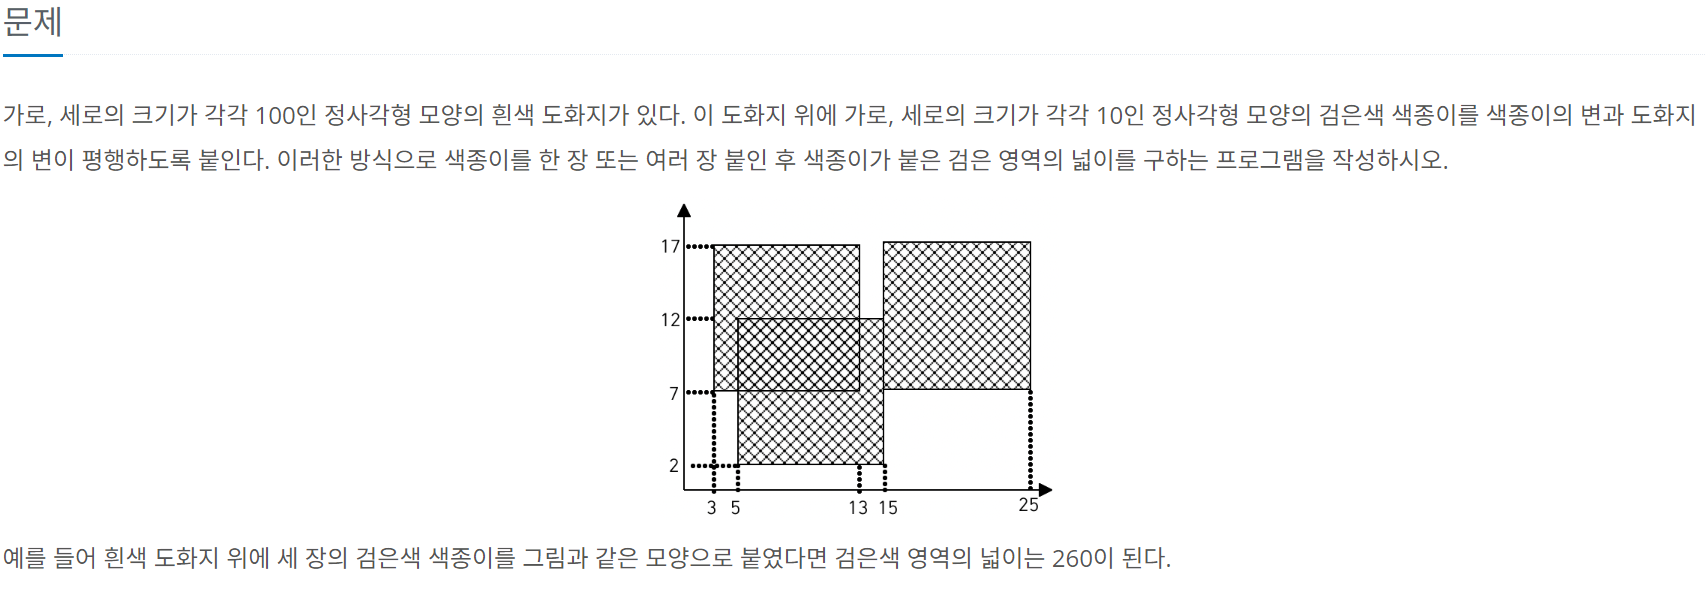 문제
가로, 세로의 크기가 각각 100인 정사각형 모양의 흰색 도화지가 있다. 이 도화지 위에 가로, 세로의 크기가 각각 10인 정사각형 모양의 검은색 색종이를 색종이의 변과 도화지
의 변이 평행하도록 붙인다. 이러한 방식으로 색종이를 한 장 또는 여러 장 붙인 후 색종이가 붙은 검은 영역의 넓이를 구하는 프로그램을 작성하시오.
17
12
7
2
3 5 13 15 25
예를 들어 흰색 도화지 위에 세 장의 검은색 색종이를 그림과 같은 모양으로 붙였다면 검은색 영역의 넓이는 260이 된다.